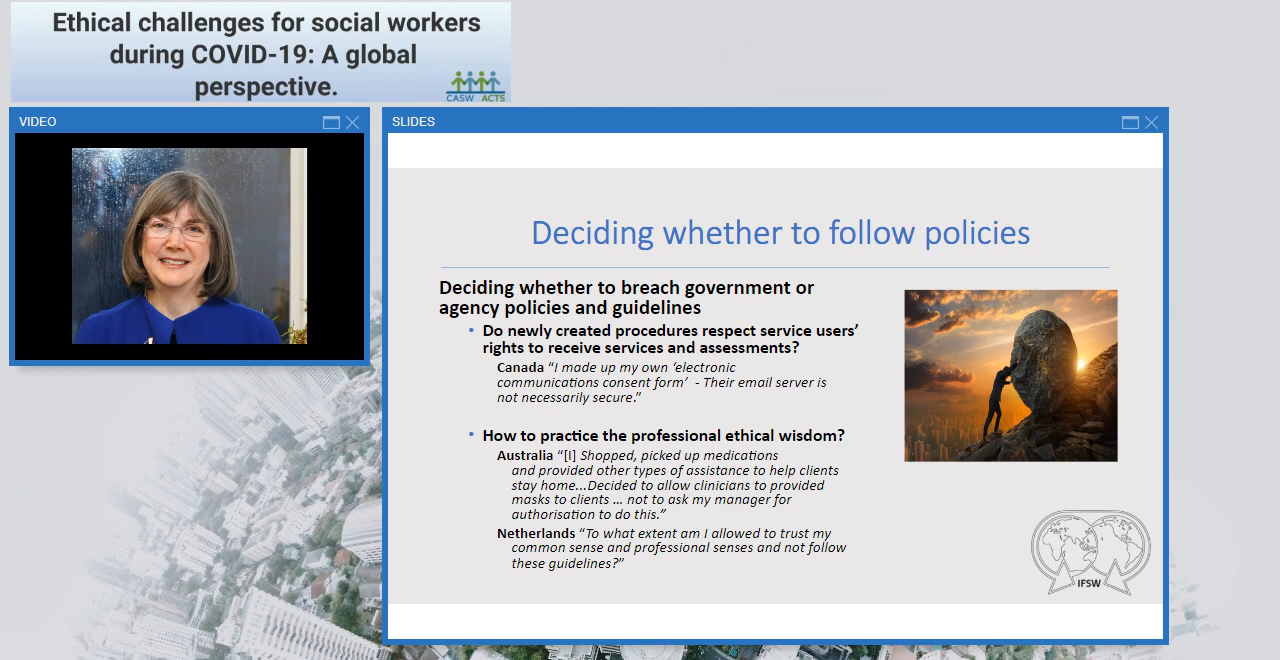 Ethical challenges for social workers
during COVID-19: A global
perspective.
CASW ACTS
VIDEO
SLIDES
Deciding whether to follow policies
Deciding whether to breach government or
agency policies and guidelines
• Do newly created procedures respect service users’
rights to receive services and assessments?
Canada “I made up my own ‘electronic
communications consent form’ - Their email server is
not necessarily secure.”
• How to practice the professional ethical wisdom?
Australia “[I] Shopped, picked up medications
and provided other types of assistance to help clients
stay home...Decided to allow clinicians to provided
masks to clients ... not to ask my manager for
authorisation to do this.”
Netherlands “To what extent am I allowed to trust my
common sense and professional senses and not follow
these guidelines?”
IFSW